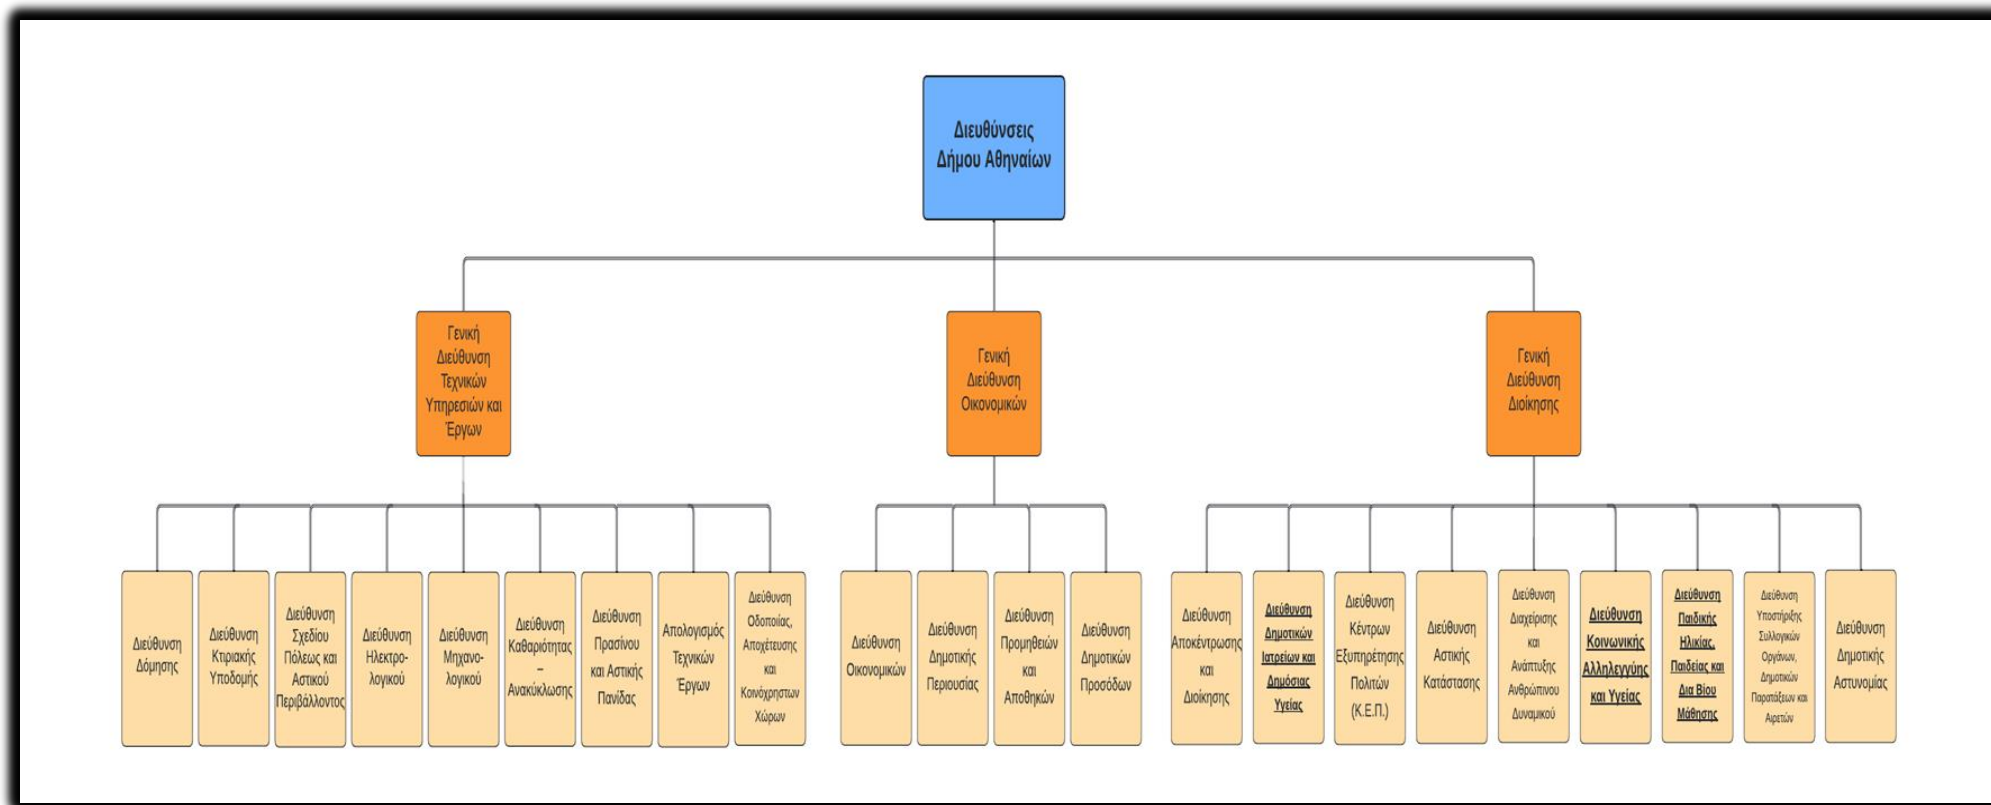 Διευθύνσεις
Δήμου Αθηναίων
Γενική
Διεύθυνση
Τεχνικών
Υπηρεσιών και
Έργων
Γενική
Διεύθυνση
Οικονομικών
Γενική
Διεύθυνση
Διοίκησης
Διεύθυνση
Δόμησης
Διεύθυνση
Κτιριακής
Υποδομής
Διεύθυνση
Σχεδίου
Πόλεως και
Αστικού
Περιβάλλοντος
Διεύθυνση
Ηλεκτρο-
λογικού
Διεύθυνση
Μηχανο-
λογικού
Διεύθυνση
Καθαριότητας
–
Ανακύκλωσης
Διεύθυνση
Πρασίνου
και Αστικής
Πανίδας
Απολογισμός
Τεχνικών
Έργων
Διεύθυνση
Οδοποιίας,
Αποχέτευσης
και
Κοινόχρηστων
Χώρων
Διεύθυνση
Οικονομικών
Διεύθυνση
Δημοτικής
Περιουσίας
Διεύθυνση
Προμηθειών
και
Αποθηκών
Διεύθυνση
Δημοτικών
Προσόδων
Διεύθυνση
Αποκέντρωσης
και
Διοίκησης
Διεύθυνση
Δημοτικών
Ιατρείων και
Δημόσιας
Υγείας
Διεύθυνση
Κέντρων
Εξυπηρέτησης
Πολιτών
(Κ.Ε.Π.)
Διεύθυνση
Αστικής
Κατάστασης
Διεύθυνση
Διαχείρισης
και
Ανάπτυξης
Ανθρώπινου
Δυναμικού
Διεύθυνση
Κοινωνικής
Αλληλεγγύης
και Υγείας
Διεύθυνση
Παιδικής
Ηλικίας,
Παιδείας και
Δια Βίου
Μάθησης
Διεύθυνση
Υποστήριξης
Συλλογικών
Οργάνων,
Δημοτικών
Παρατάξεων και
Αιρετών
Διεύθυνση
Δημοτικής
Αστυνομίας